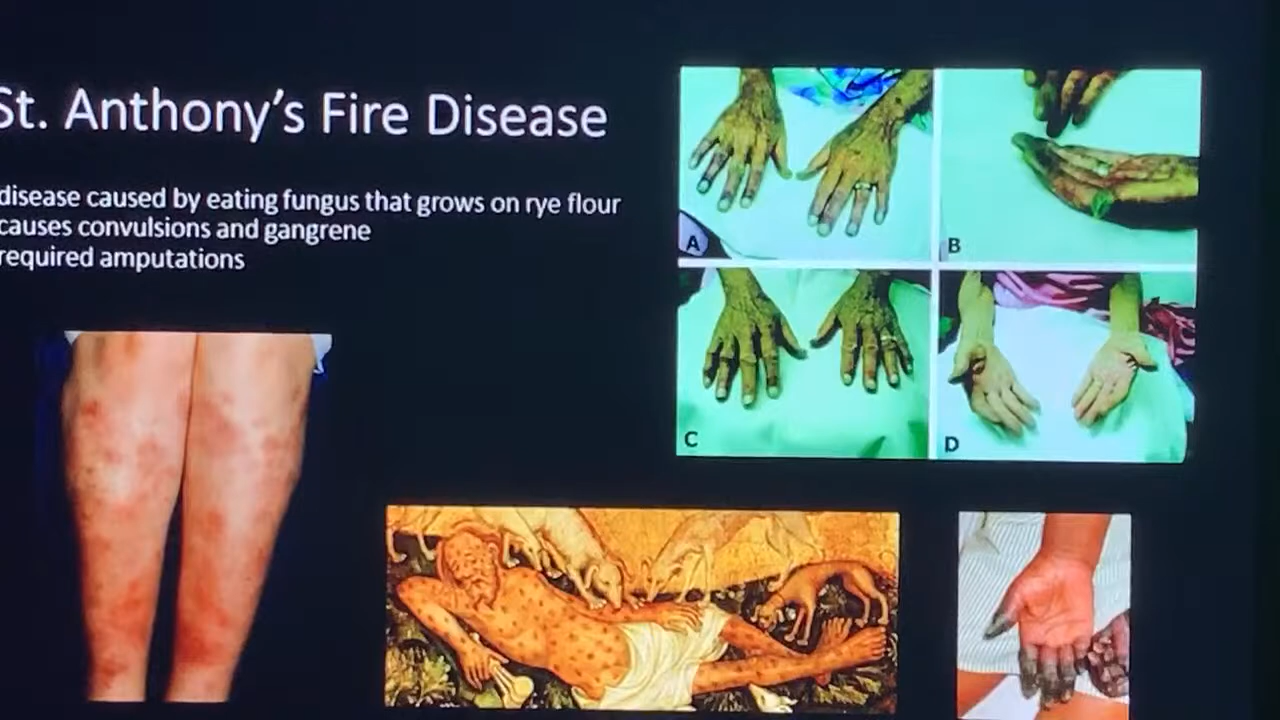 St. Anthony's Fire Disease
disease caused by eating fungus that grows on rye flour
causes convulsions and gangrene
required amputations
A
B
C
D